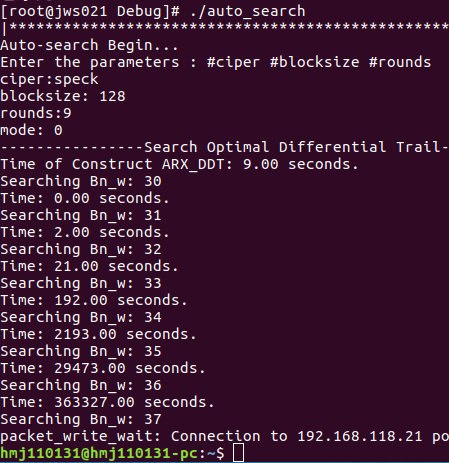 [root@jws021 Debug]# ./auto_search
|**************************************************
Auto-search Begin...
Enter the parameters : #ciper #blocksize #rounds
ciper:speck
blocksize: 128
rounds:9
mode: 0
----------------Search Optimal Differential Trail-
Time of Construct ARX_DDT: 9.00 seconds.
Searching Bn_w: 30
Time: 0.00 seconds.
Searching Bn_w: 31
Time: 2.00 seconds.
Searching Bn_w: 32
Time: 21.00 seconds.
Searching Bn_w: 33
Time: 192.00 seconds.
Searching Bn_w: 34
Time: 2193.00 seconds.
Searching Bn_w: 35
Time: 29473.00 seconds.
Searching Bn_w: 36
Time: 363327.00 seconds.
Searching Bn_w: 37
packet_write_wait: Connection to 192.168.118.21 po
hmj110131@hmj110131-pc:~$